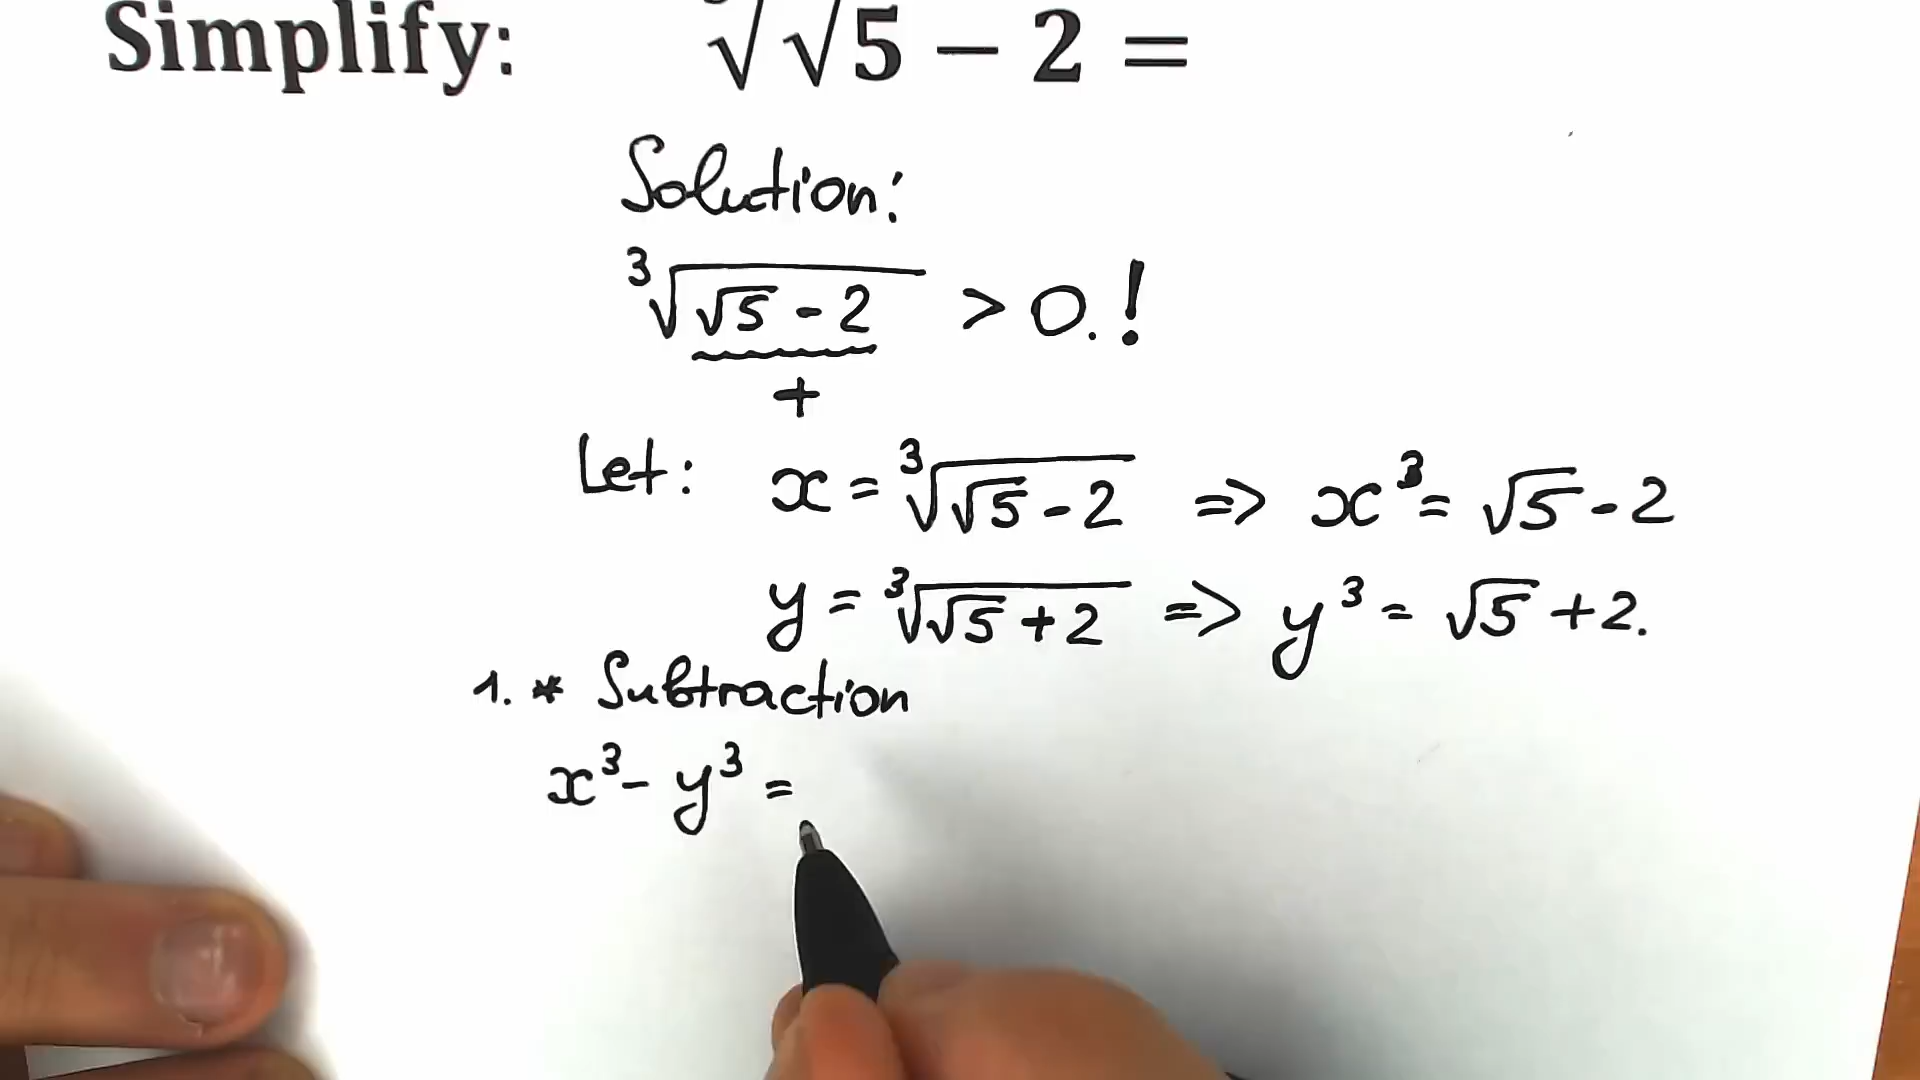 Simplify: ∛√5 − 2 =
Solution:
∛(√5 - 2) > 0.!
+
Let: x = ∛(√5 - 2) => x³ = √5 - 2
y = ∛(√5 + 2) => y³ = √5 + 2.
1. * Subtraction
x³ - y³ =